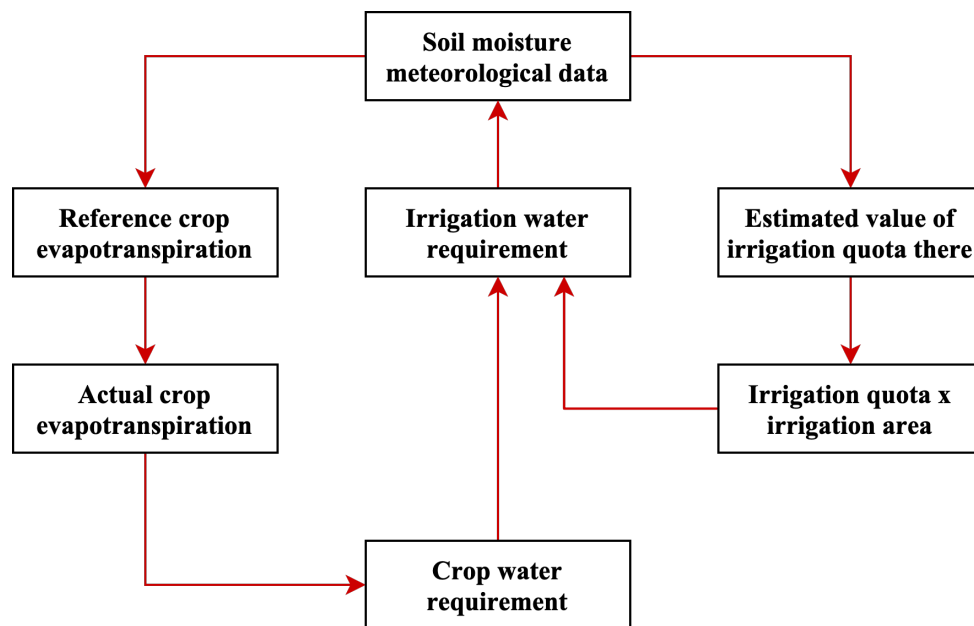 Soil moisture
meteorological data
Reference crop
evapotranspiration
Irrigation water
requirement
Estimated value of
irrigation quota there
Actual crop
evapotranspiration
Irrigation quota x
irrigation area
Crop water
requirement